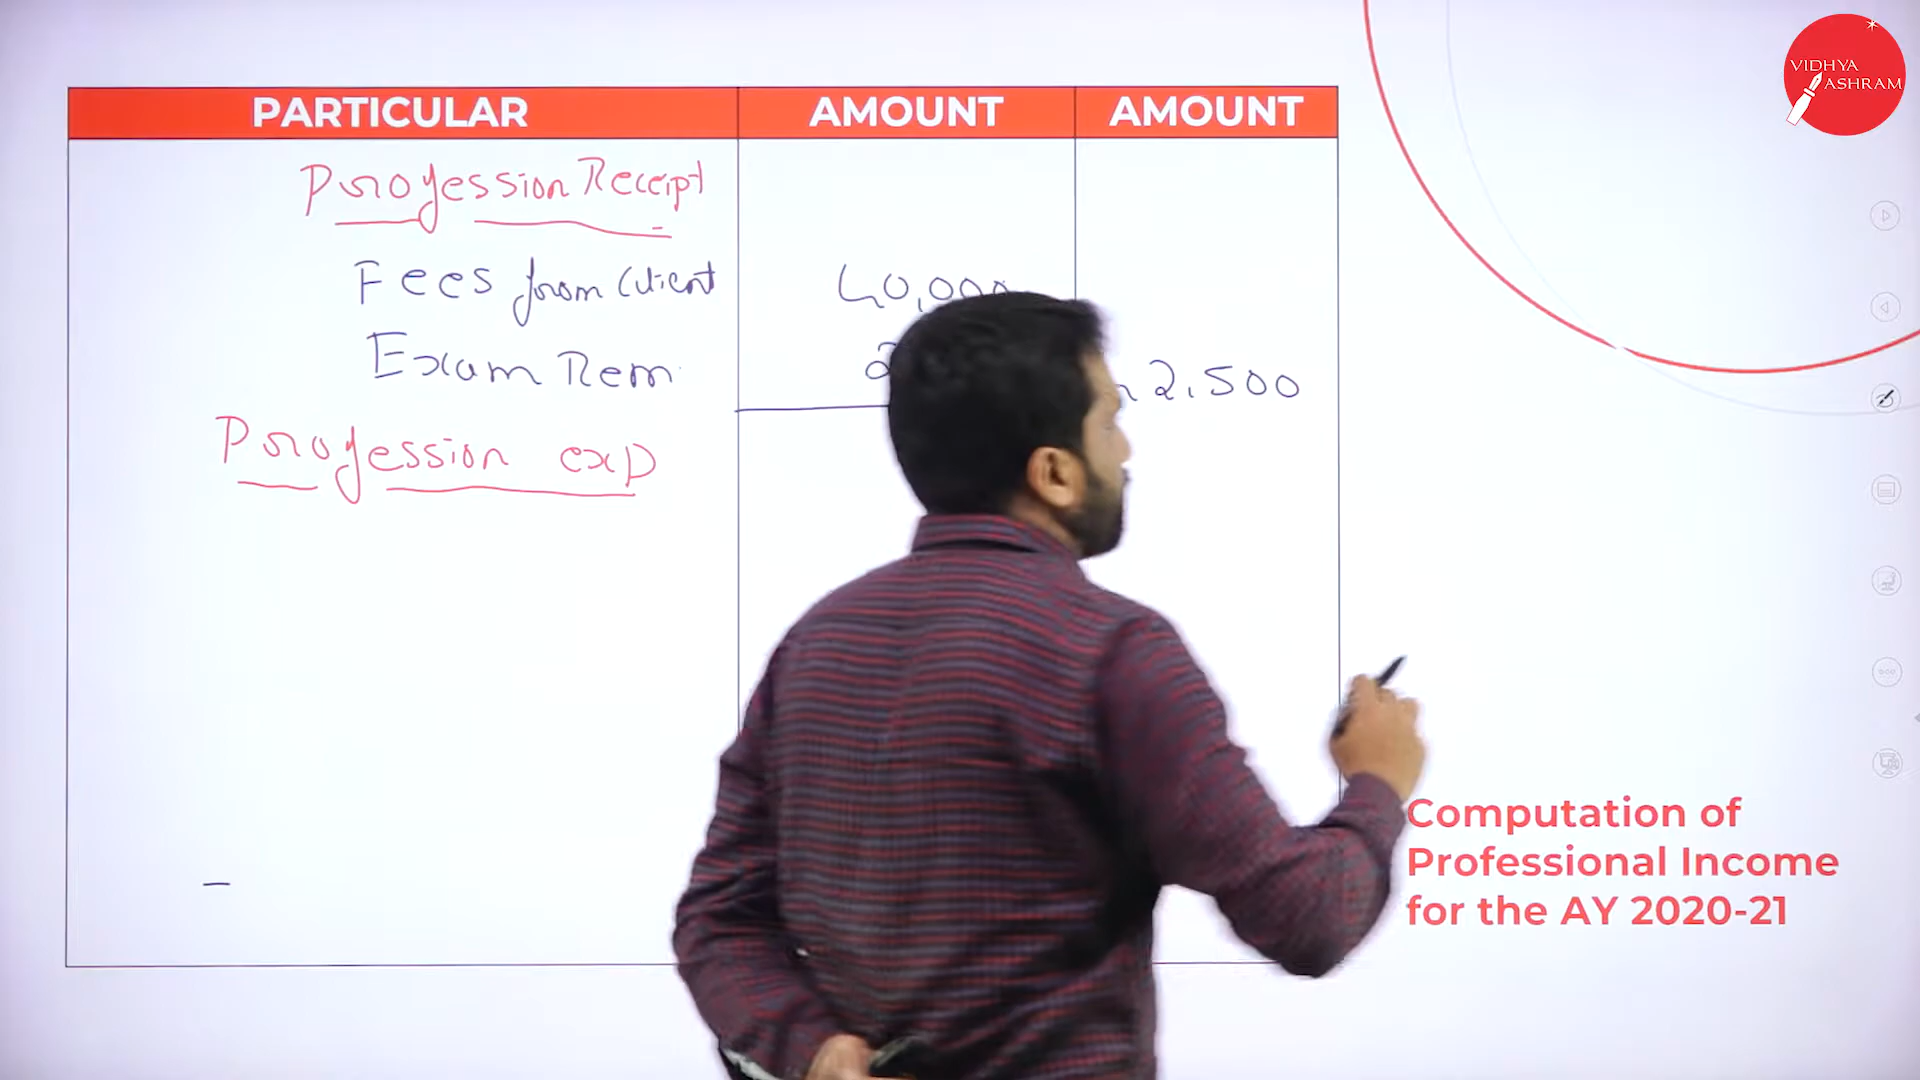 VIDHYA
ASHRAM
PARTICULAR AMOUNT AMOUNT
Profession Receipt
Fees from Client 40,000
Exam Rem. 2
2,500
Profession exp
Computation of
Professional Income
for the AY 2020-21